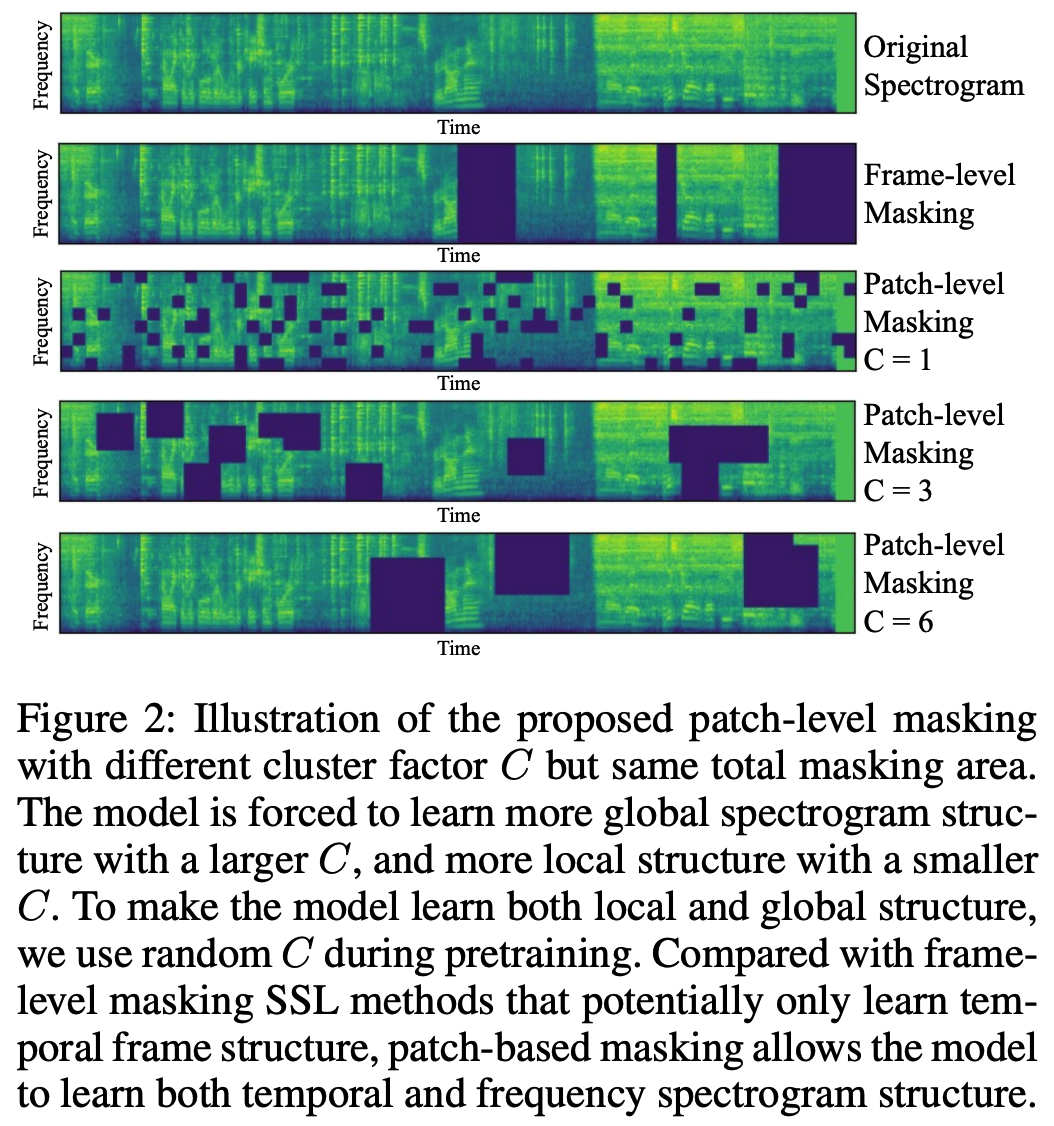 Frequency
Original
Spectrogram
Time
Frequency
Frame-level
Masking
Time
Frequency
Patch-level
Masking
C = 1
Time
Frequency
Patch-level
Masking
C = 3
Time
Frequency
Patch-level
Masking
C = 6
Time
Figure 2: Illustration of the proposed patch-level masking
with different cluster factor C but same total masking area.
The model is forced to learn more global spectrogram struc-
ture with a larger C, and more local structure with a smaller
C. To make the model learn both local and global structure,
we use random C during pretraining. Compared with frame-
level masking SSL methods that potentially only learn tem-
poral frame structure, patch-based masking allows the model
to learn both temporal and frequency spectrogram structure.